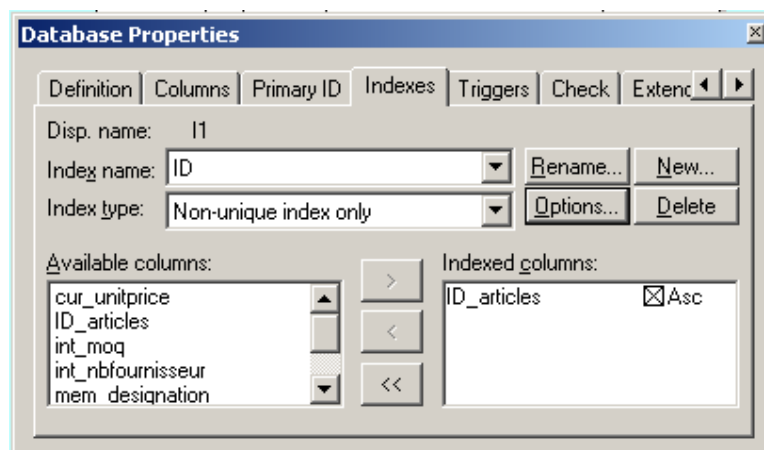 Database Properties
Definition Columns Primary ID Indexes Triggers Check Extend
Disp. name: I1
Index name: ID Rename... New...
Index type: Non-unique index only Options... Delete
Available columns: Indexed columns:
cur_unitprice ID_articles Asc
ID_articles
int_moq
int_nbfournisseur
mem_designation
> 
<
<<